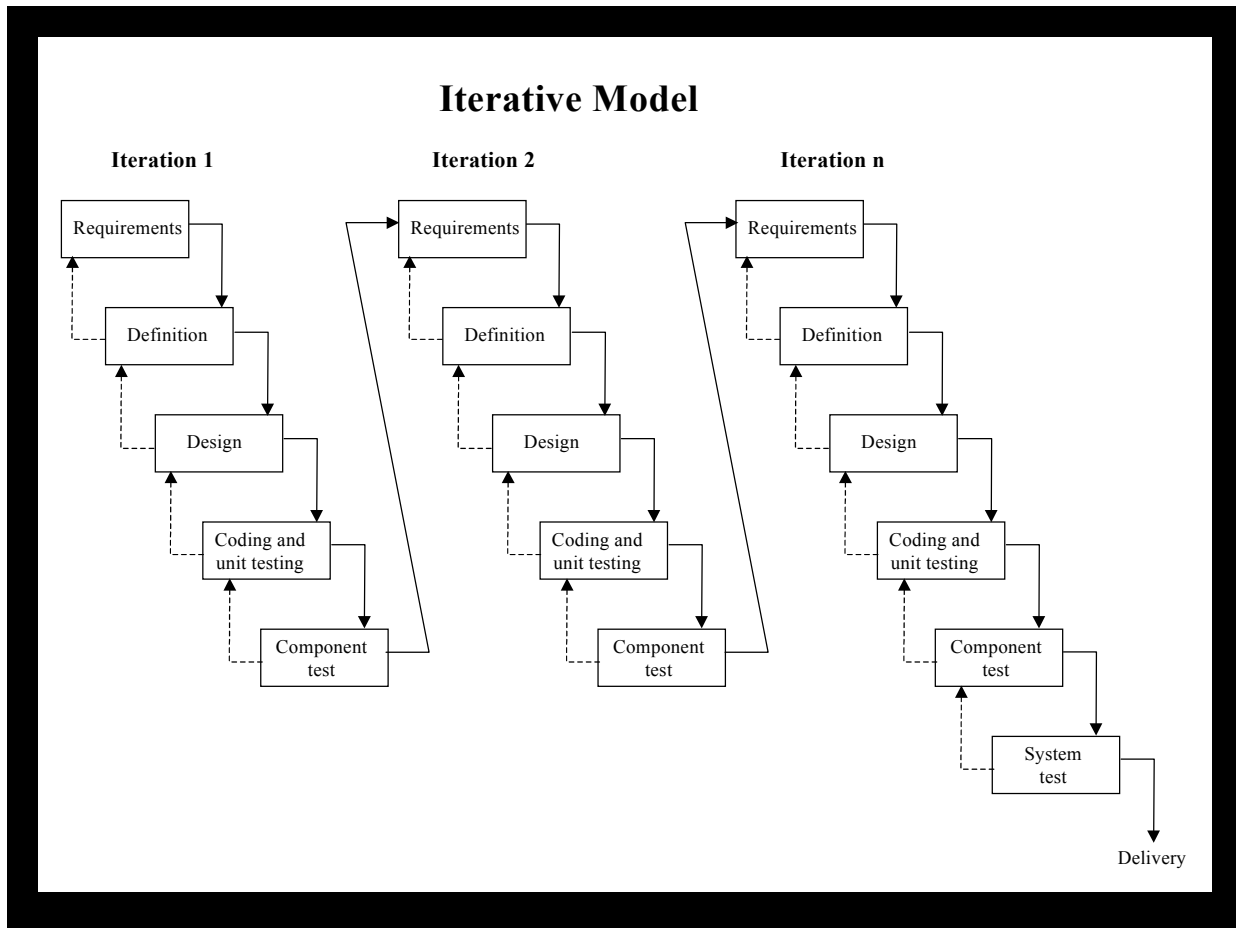 Iterative Model
Iteration 1
Requirements
Definition
Design
Coding and
unit testing
Component
test
Iteration 2
Requirements
Definition
Design
Coding and
unit testing
Component
test
Iteration n
Requirements
Definition
Design
Coding and
unit testing
Component
test
System
test
Delivery